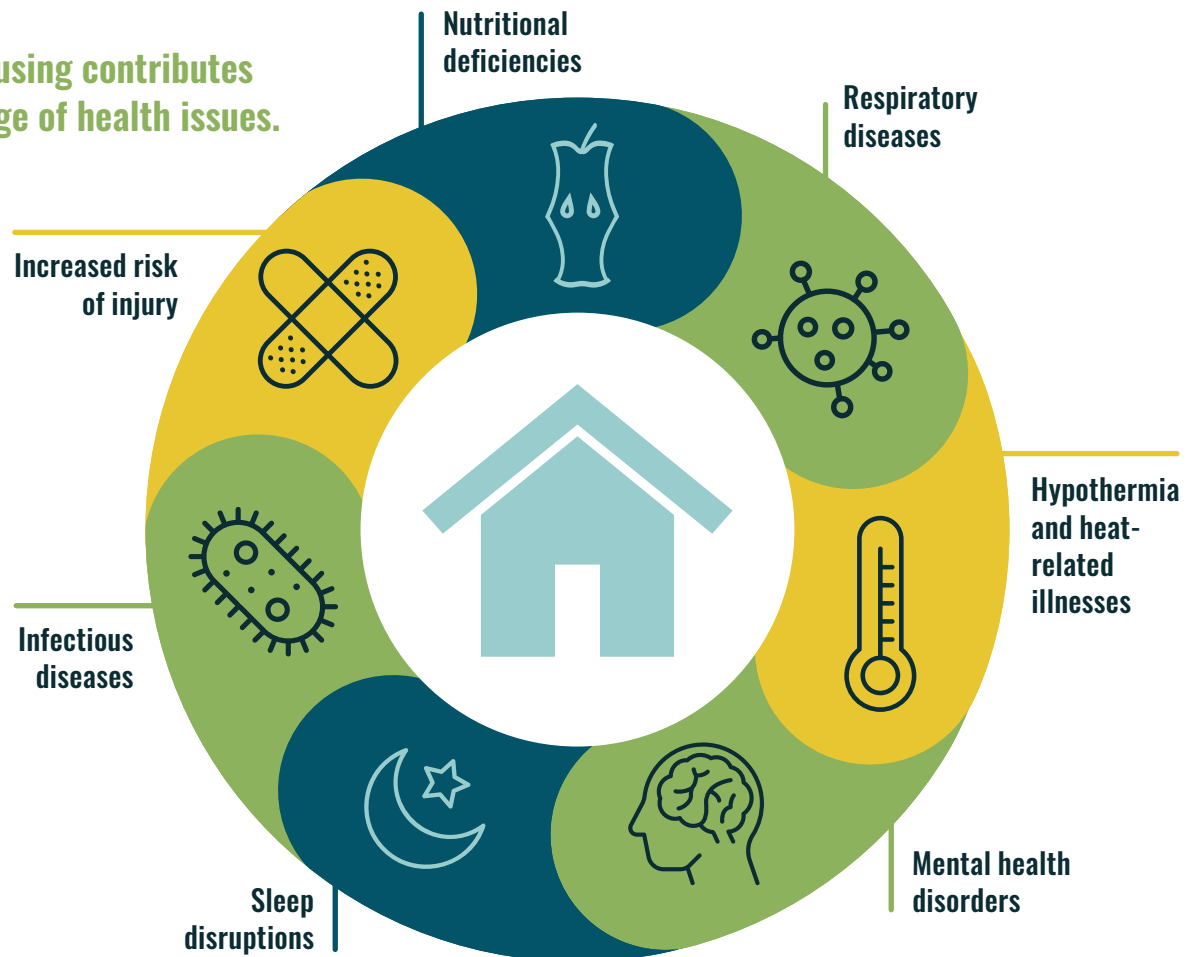 Nutritional
deficiencies
using contributes
ge of health issues.
Respiratory
diseases
Increased risk
of injury
Hypothermia
and heat-
related
illnesses
Infectious
diseases
Mental health
disorders
Sleep
disruptions